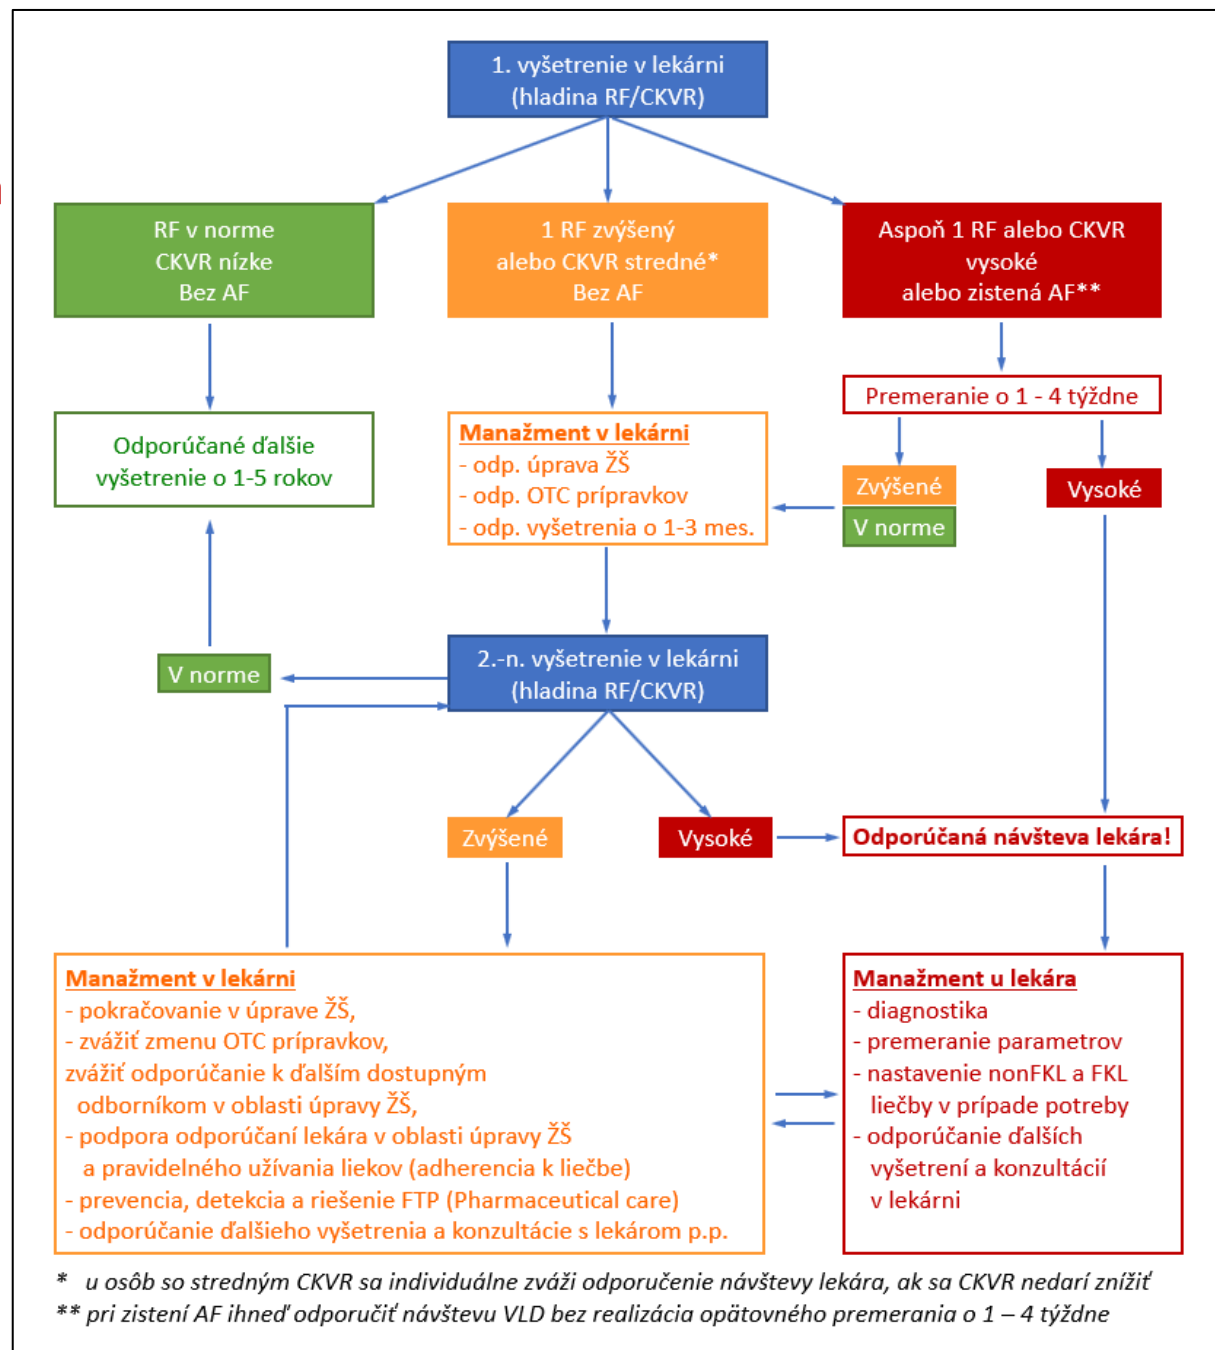 1. vyšetrenie v lekárni
(hladina RF/CKVR)
RF v norme
CKVR nízke
Bez AF
1 RF zvýšený
alebo CKVR stredné*
Bez AF
Aspoň 1 RF alebo CKVR
vysoké
alebo zistená AF**
Premeranie o 1 - 4 týždne
Odporúčané ďalšie
vyšetrenie o 1-5 rokov
Manažment v lekárni
- odp. úprava ŽŠ
- odp. OTC prípravkov
- odp. vyšetrenia o 1-3 mes.
Zvýšené
V norme
Vysoké
V norme
2.-n. vyšetrenie v lekárni
(hladina RF/CKVR)
Zvýšené
Vysoké
Odporúčaná návšteva lekára!
Manažment v lekárni
- pokračovanie v úprave ŽŠ,
- zvážiť zmenu OTC prípravkov,
zvážiť odporúčanie k ďalším dostupným
odborníkom v oblasti úpravy ŽŠ,
- podpora odporúčaní lekára v oblasti úpravy ŽŠ
a pravidelného užívania liekov (adherencia k liečbe)
- prevencia, detekcia a riešenie FTP (Pharmaceutical care)
- odporúčanie ďalšieho vyšetrenia a konzultácie s lekárom p.p.
Manažment u lekára
- diagnostika
- premeranie parametrov
- nastavenie nonFKL a FKL
liečby v prípade potreby
- odporúčanie ďalších
vyšetrení a konzultácií
v lekárni
* u osôb so stredným CKVR sa individuálne zváži odporučenie návštevy lekára, ak sa CKVR nedarí znížiť
** pri zistení AF ihneď odporučiť návštevu VLD bez realizácia opätovného premerania o 1 – 4 týždne